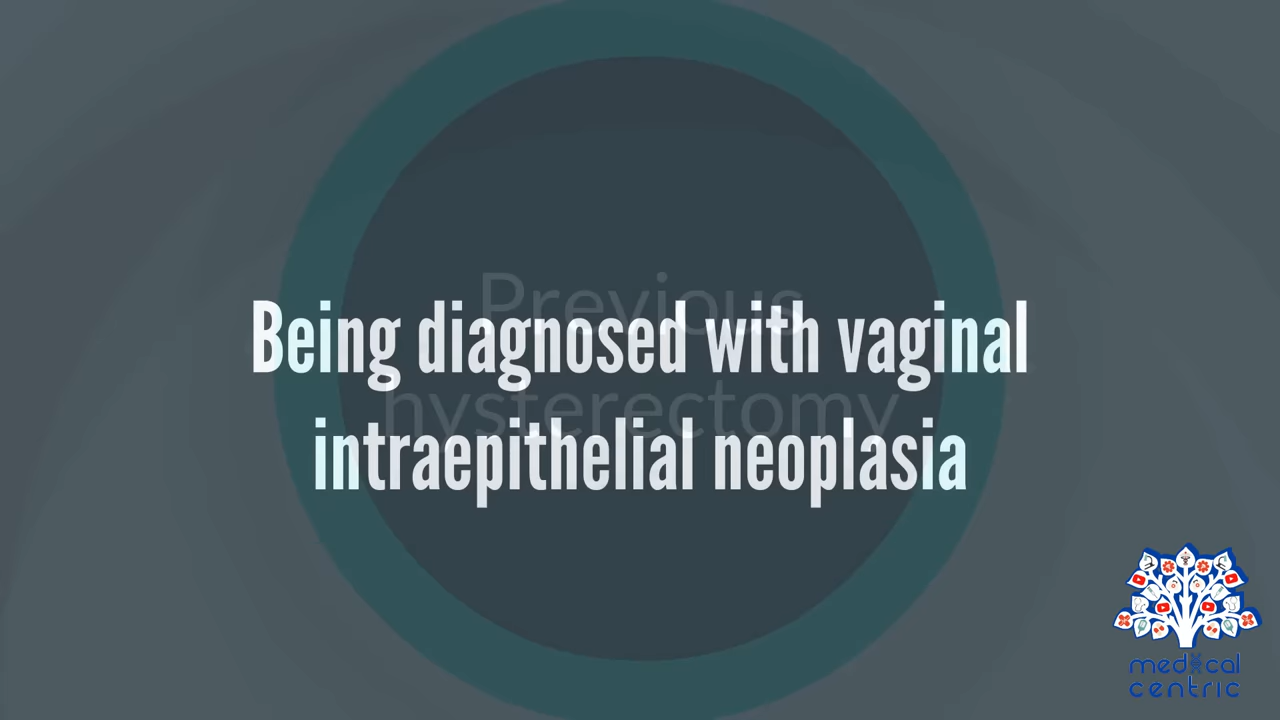 Previous
Being diagnosed with vaginal
hysterectomy
intraepithelial neoplasia
medical
centric